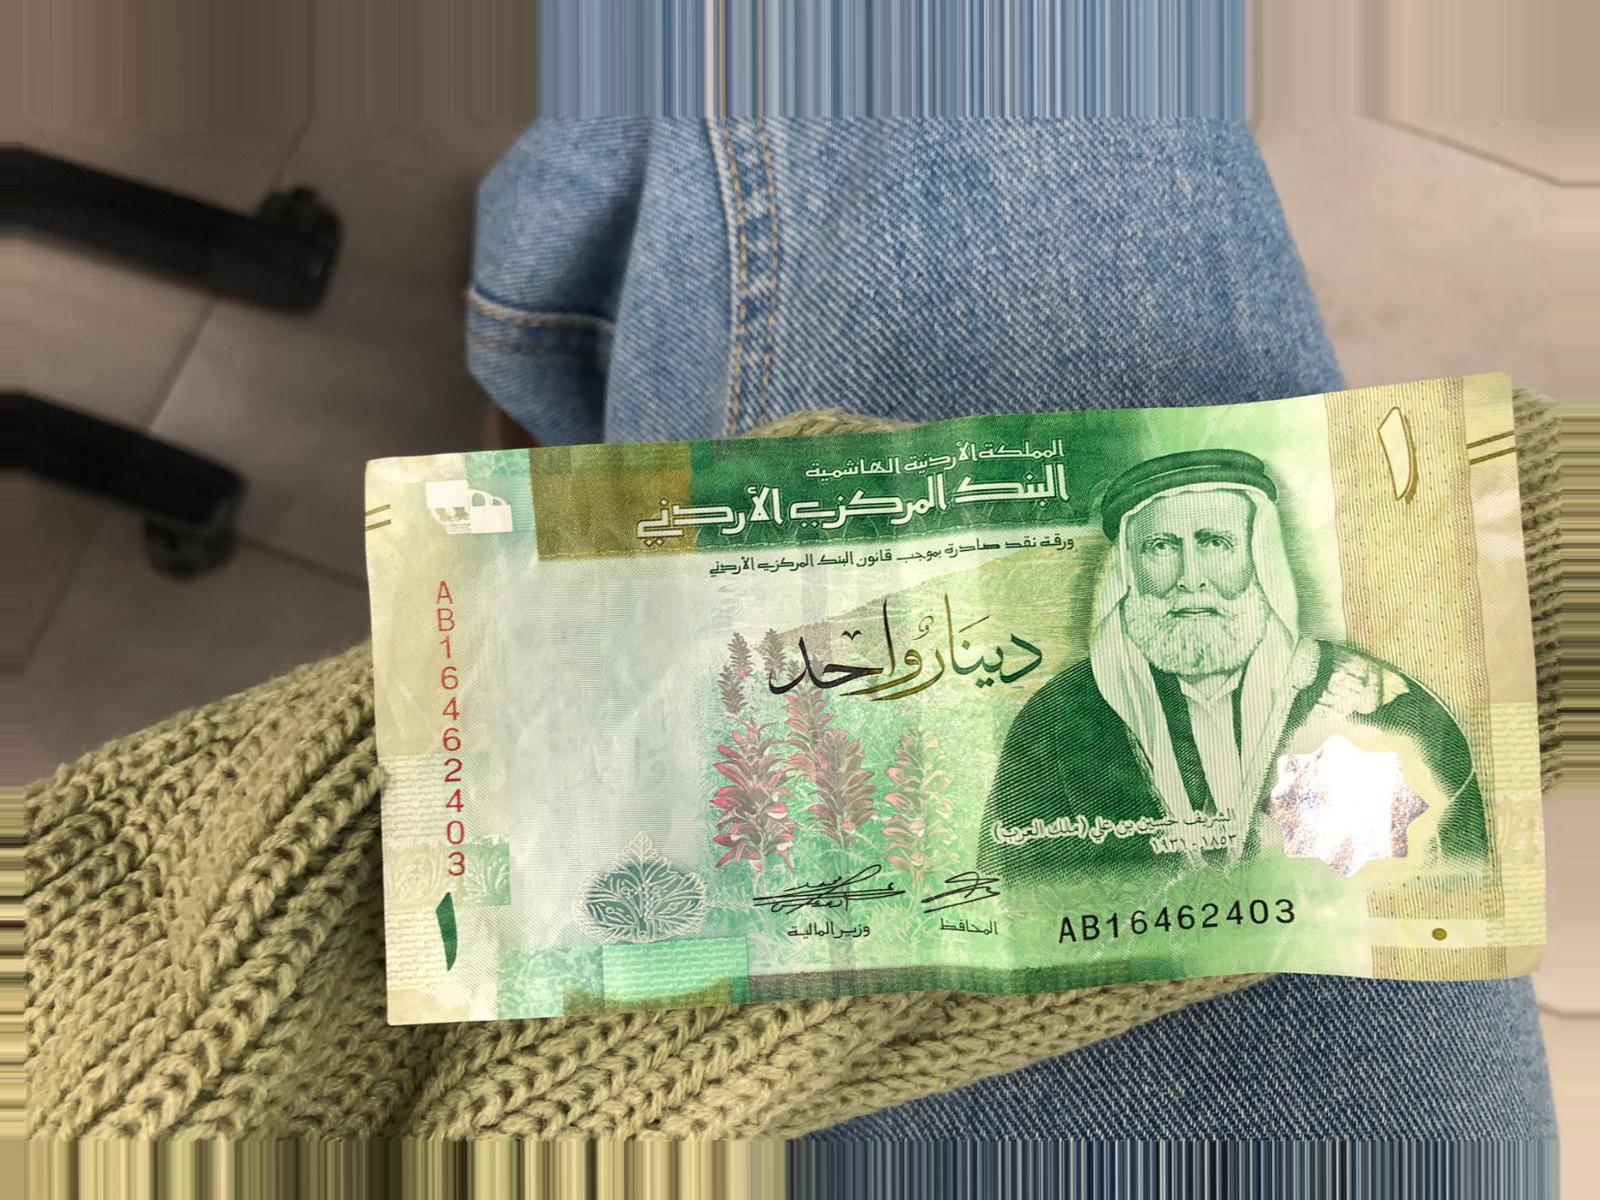 المملكة الأردنية الهاشمية
البنك المركزي الأردني
ورقة نقد صادرة بموجب قانون البنك المركزي الأردني
١
دينار واحد
AB16462403
الشريف حسين بن علي (ملك العرب)
١٨٥٣-١٩٣١
المحافظ
وزير المالية
AB16462403
١